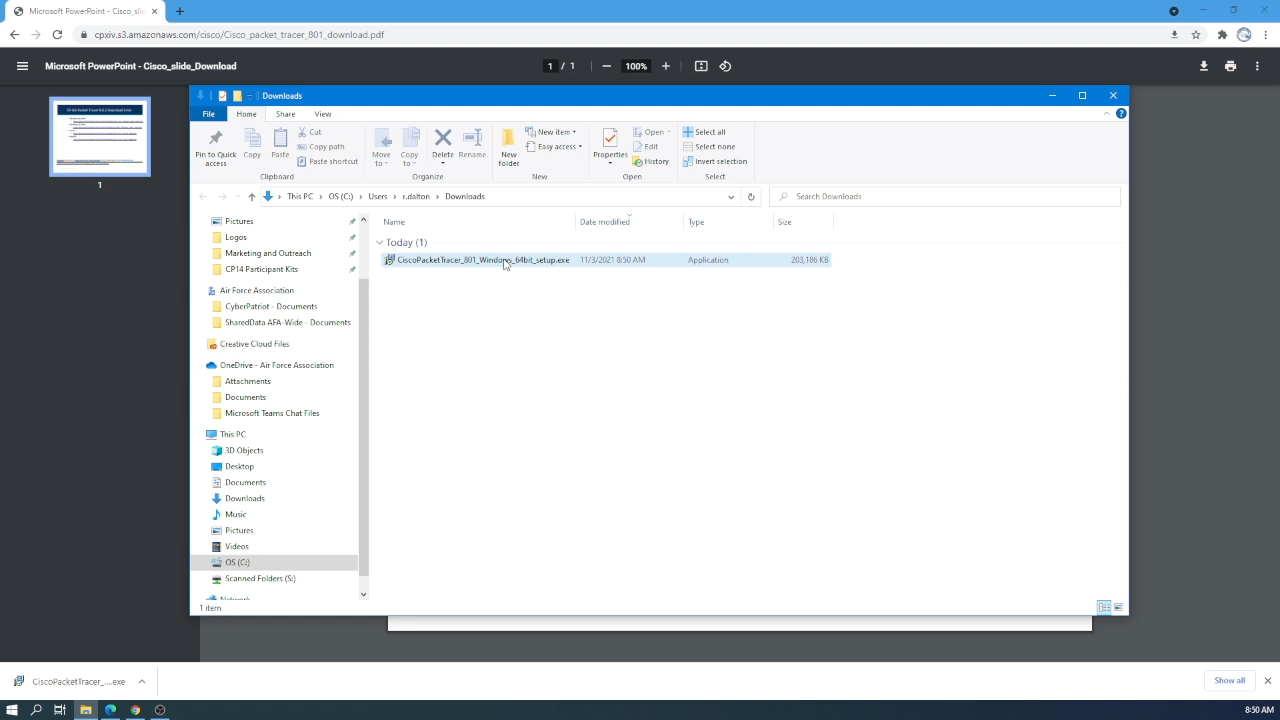 Microsoft PowerPoint - Cisco_slid
cpxiv.s3.amazonaws.com/cisco/Cisco_packet_tracer_801_download.pdf
Microsoft PowerPoint - Cisco_slide_Download
1 / 1
100%
Downloads
File
Home
Share
View
Pin to Quick access
Copy
Paste
Cut
Copy path
Paste shortcut
Clipboard
Move to
Copy to
Delete
Rename
Organize
New folder
New item
Easy access
New
Properties
Open
Edit
History
Open
Select all
Select none
Invert selection
Select
This PC > OS (C:) > Users > r.dalton > Downloads
Search Downloads
Pictures
Logos
Marketing and Outreach
CP14 Participant Kits
Air Force Association
CyberPatriot - Documents
SharedData AFA-Wide - Documents
Creative Cloud Files
OneDrive - Air Force Association
Attachments
Documents
Microsoft Teams Chat Files
This PC
3D Objects
Desktop
Documents
Downloads
Music
Pictures
Videos
OS (C:)
Scanned Folders (S:)
Network
Name Date modified Type Size
Today (1)
CiscoPacketTracer_801_Windows_64bit_setup.exe 11/3/2021 8:50 AM Application 203,186 KB
1 item
1
CiscoPacketTracer_....exe
Show all
8:50 AM